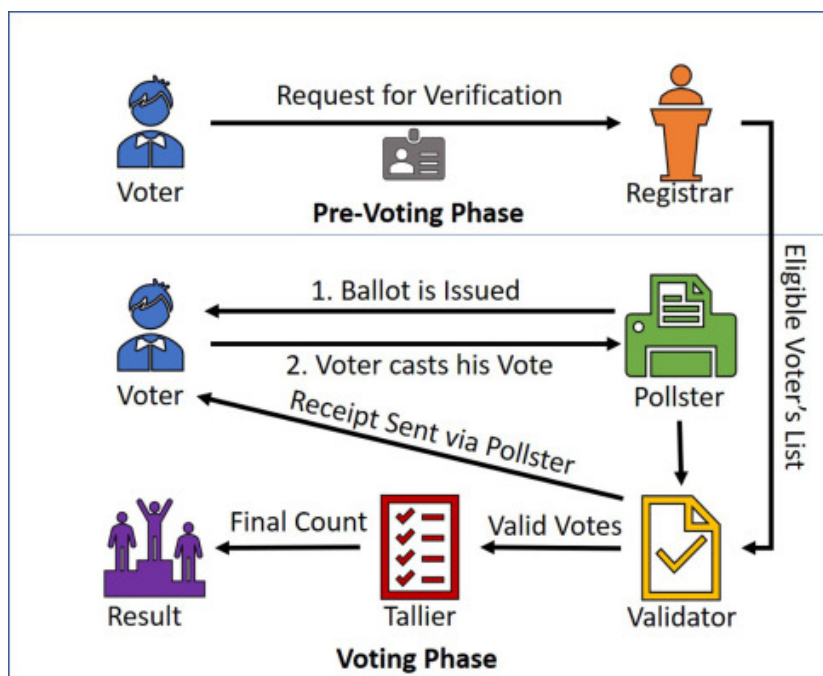 Request for Verification
Voter
Registrar
Pre-Voting Phase
Eligible Voter's List
1. Ballot is Issued
2. Voter casts his Vote
Voter
Pollster
Receipt Sent via Pollster
Final Count
Valid Votes
Result
Tallier
Validator
Voting Phase